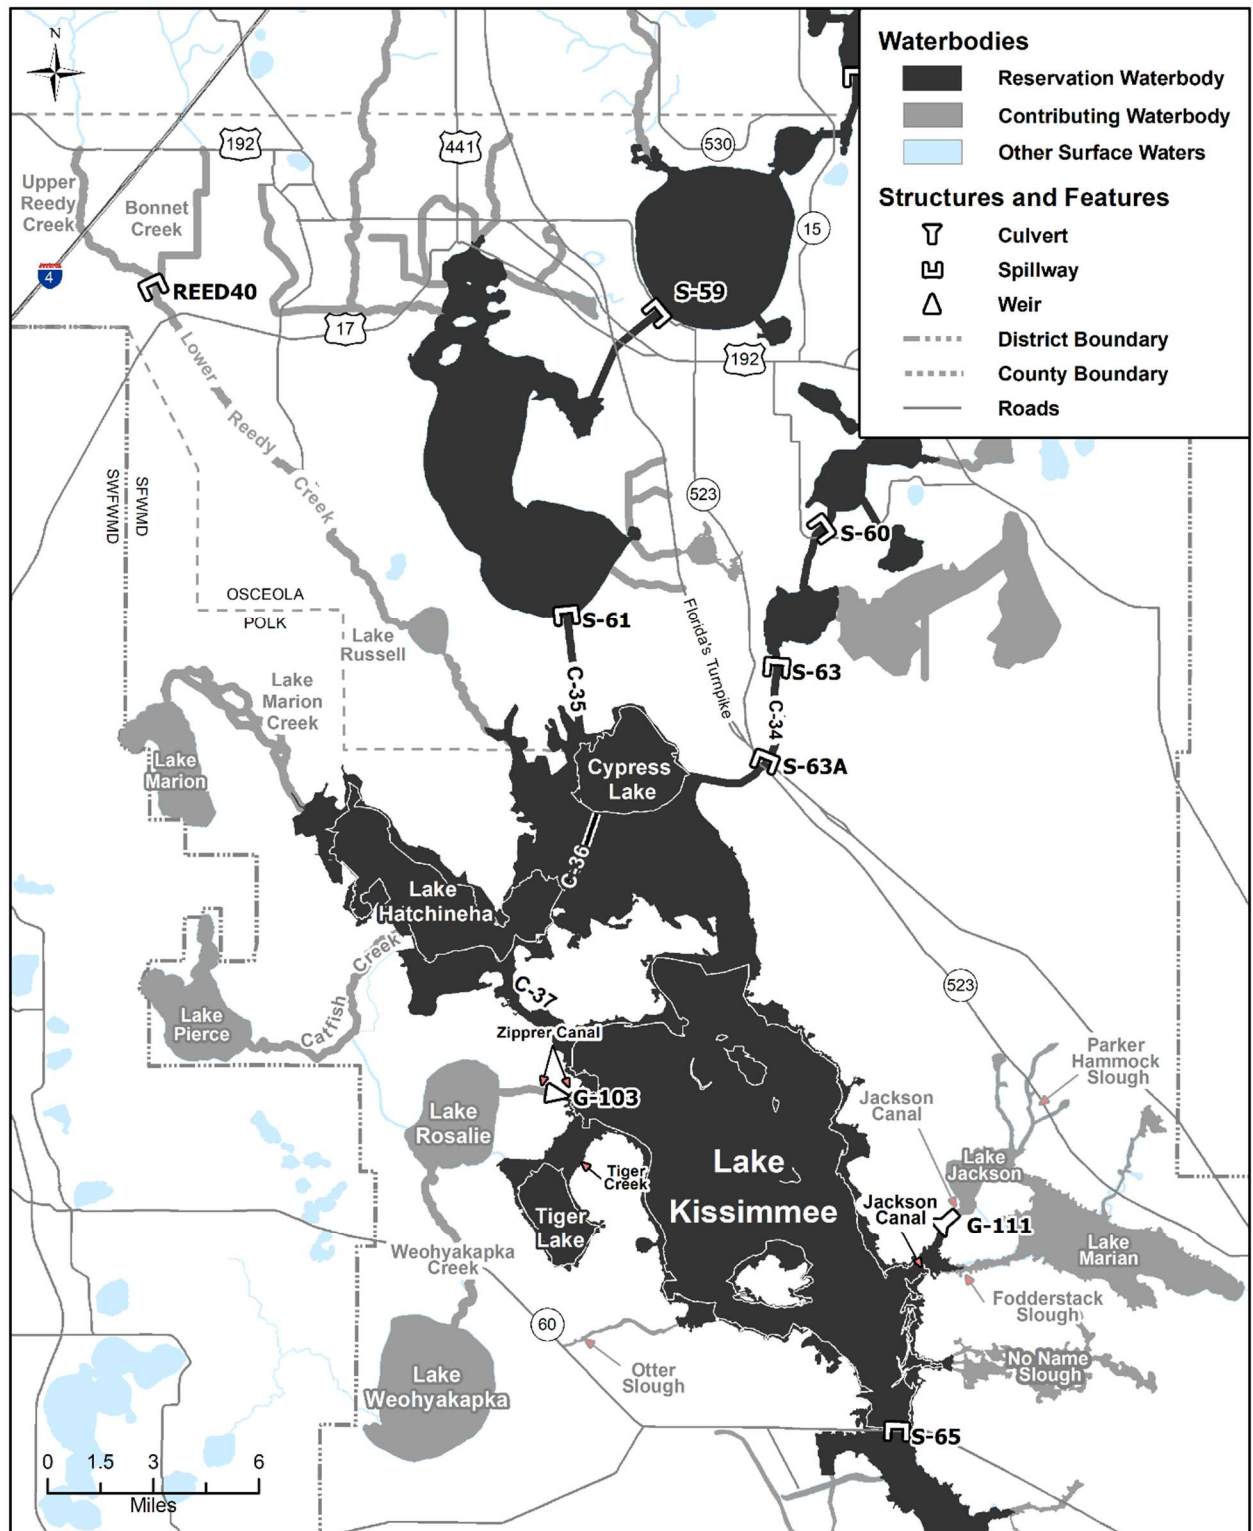 N
Waterbodies
Reservation Waterbody
Contributing Waterbody
Other Surface Waters
Structures and Features
Culvert
Spillway
Weir
District Boundary
County Boundary
Roads
192
441
530
15
Upper
Reedy
Creek
Bonnet
Creek
4
REED40
S-59
17
192
Lower
Reedy
Creek
SWFWMD
SFWMD
523
S-60
OSCEOLA
POLK
S-61
Lake
Russell
Florida's Turnpike
S-63
C-35
C-34
Lake
Marion
Creek
Lake
Marion
Cypress
Lake
S-63A
C-36
Lake
Hatchineha
Catfish
Creek
C-37
523
Lake
Pierce
Zipprer Canal
G-103
Parker
Hammock
Slough
Jackson
Canal
Lake
Rosalie
Lake
Jackson
Tiger
Creek
Lake
Kissimmee
Jackson
Canal
G-111
Tiger
Lake
Lake
Marian
Weohyakapka
Creek
Fodderstack
Slough
60
Otter
Slough
No Name
Slough
Lake
Weohyakapka
S-65
0 1.5 3 6
Miles